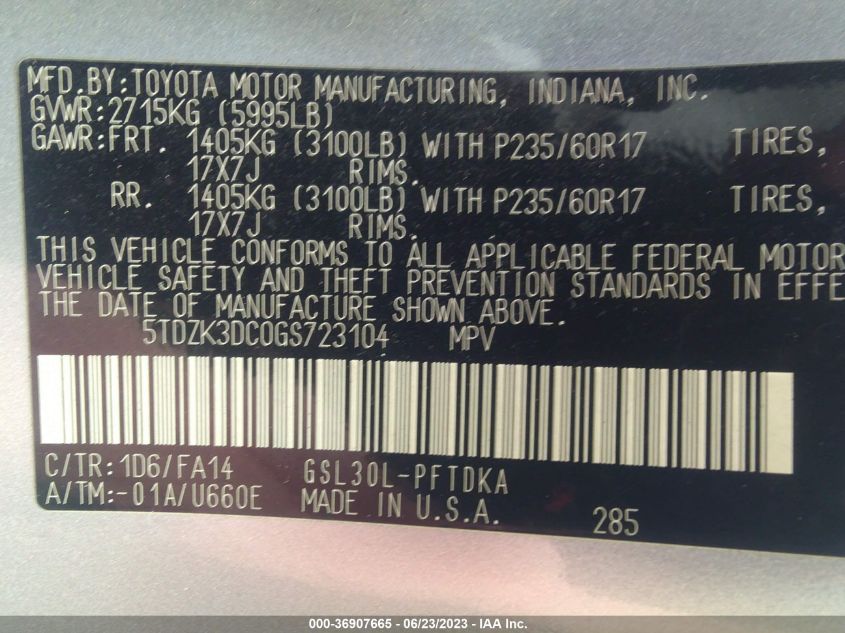 MFD.BY:TOYOTA MOTOR MANUFACTURING, INDIANA, INC.
GVWR:2715KG (5995LB)
GAWR:FRT. 1405KG (3100LB) WITH P235/60R17 TIRES,
17X7J RIMS.
RR. 1405KG (3100LB) WITH P235/60R17 TIRES,
17X7J RIMS.
THIS VEHICLE CONFORMS TO ALL APPLICABLE FEDERAL MOTOR
VEHICLE SAFETY AND THEFT PREVENTION STANDARDS IN EFFE
THE DATE OF MANUFACTURE SHOWN ABOVE.
5TDZK3DC0GS723104 MPV
C/TR:1D6/FA14 GSL30L-PFTDKA
A/TM:-01A/U660E MADE IN U.S.A. 285
000-36907665 - 06/23/2023 - IAA Inc.